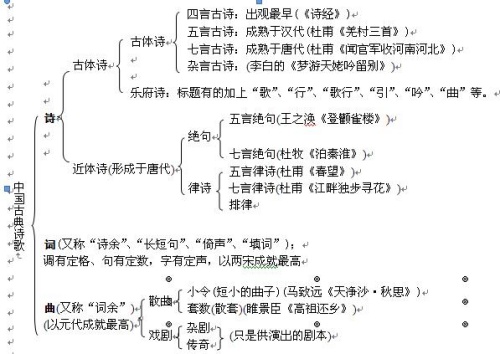 中国古典诗歌
诗
古体诗
古体诗
四言古诗:出观最早(《诗经》)
五言古诗:成熟于汉代(杜甫《羌村三首》)
七言古诗:成熟于唐代(杜甫《闻官军收河南河北》)
杂言古诗:(李白的《梦游天姥吟留别》)
乐府诗:标题有的加上“歌”、“行”、“歌行”、“引”、“吟”、“曲”等。
近体诗(形成于唐代)
绝句
五言绝句(王之涣《登颧雀楼》)
七言绝句(杜牧《泊秦淮》)
律诗
五言律诗(杜甫《春望》)
七言律诗(杜甫《江畔独步寻花》)
排律
词(又称“诗余”、“长短句”、“倚声”、“填词”):
调有定格、句有定数,字有定声,以两宋成就最高
曲(又称“词余”)
(以元代成就最高)
散曲
小令(短小的曲子)(马致远《天净沙·秋思》)
套数(散套)(睢景臣《高祖还乡》)
戏剧
杂剧
传奇
(只是供演出的剧本)